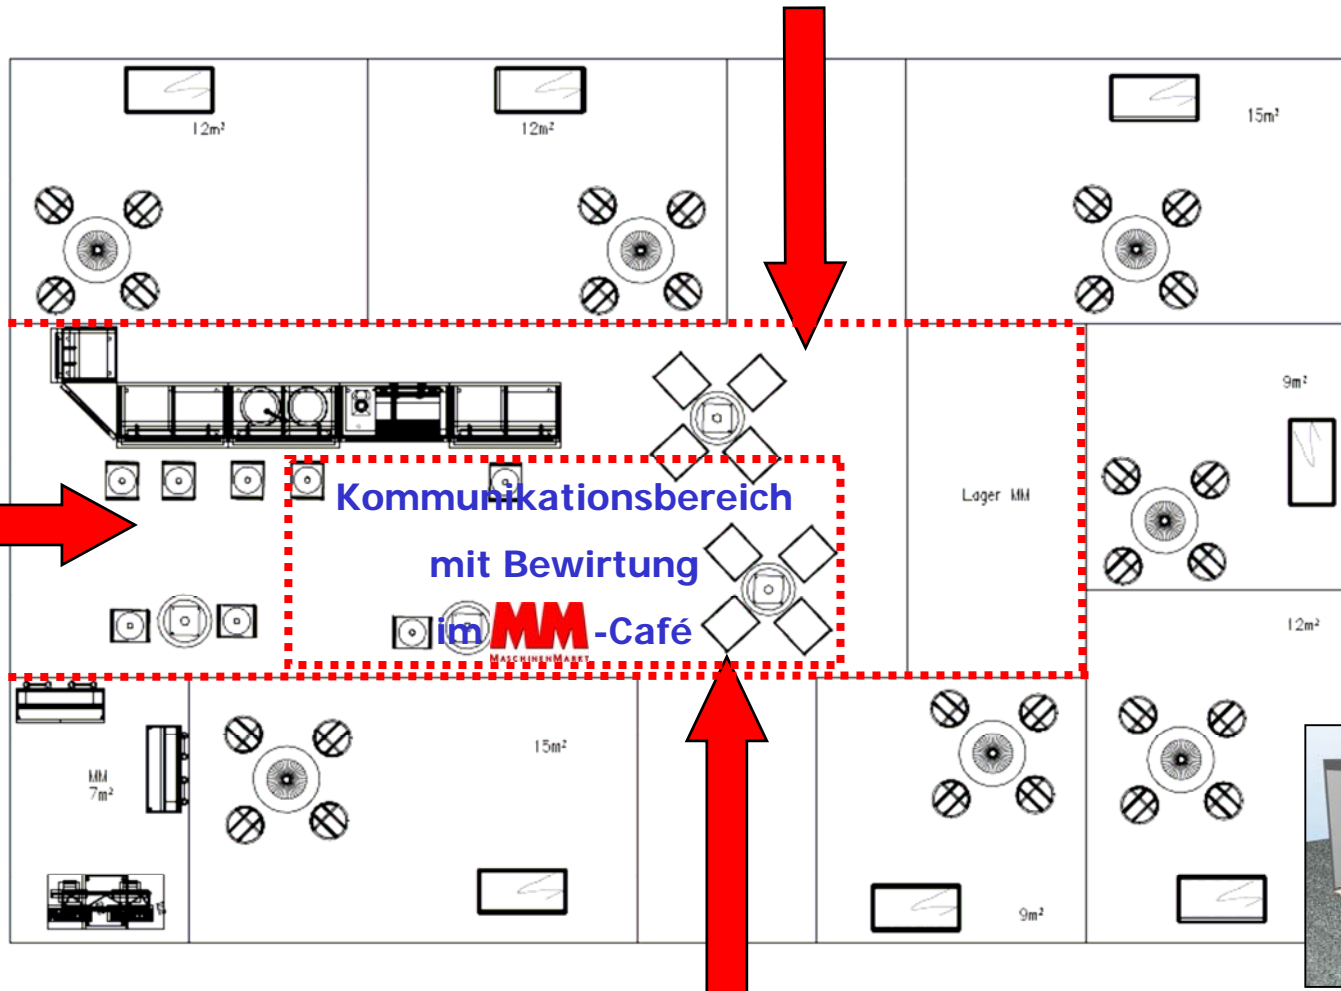 12m²
12m²
15m²
9m²
Kommunikationsbereich
mit Bewirtung
im MM-Café
MASCHINENMARKT
Lager MM
12m²
15m²
MM
7m²
9m²